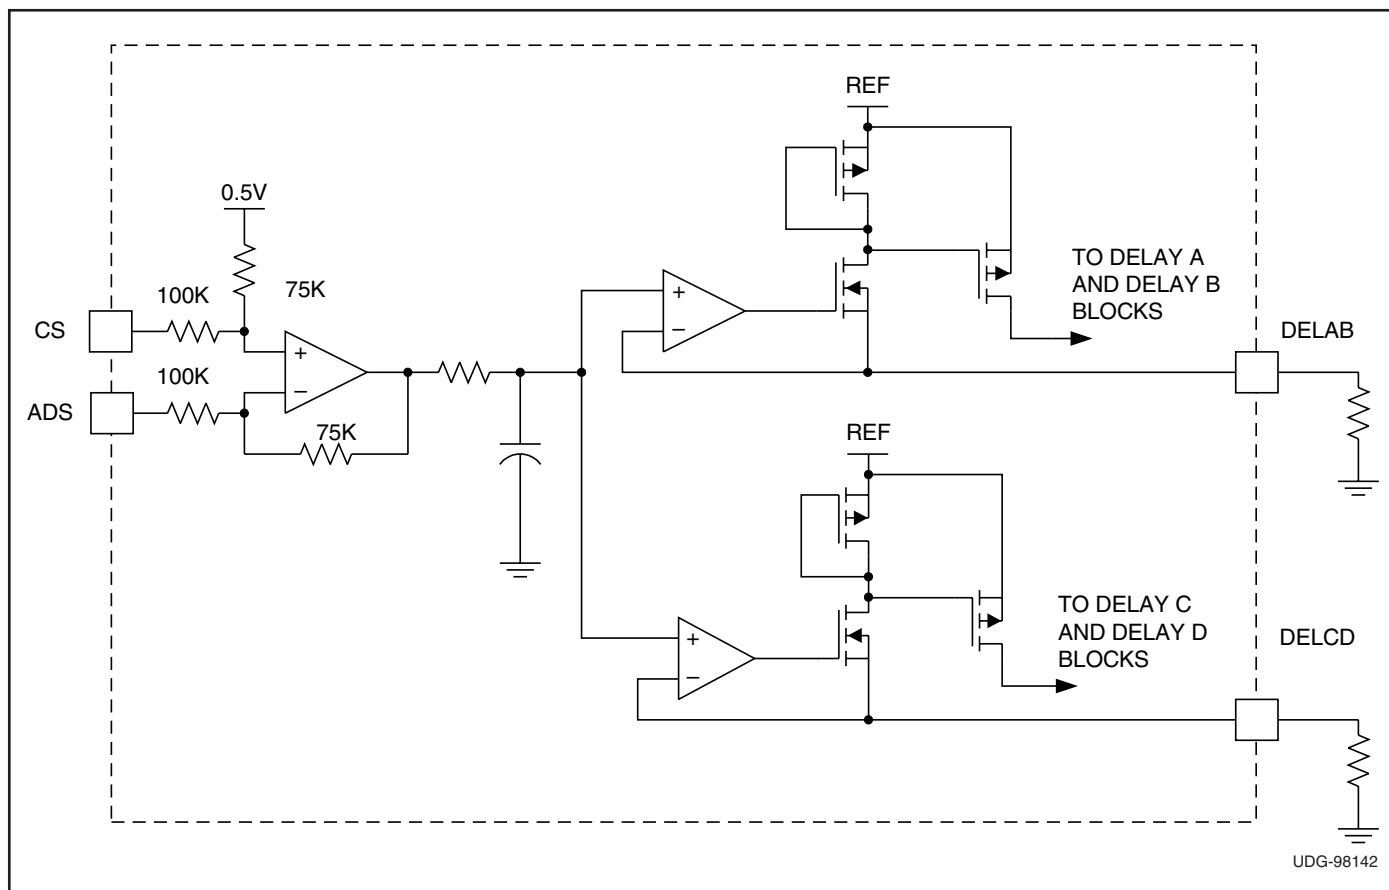 REF
0.5V
75K
100K
CS
+
−
100K
ADS
75K
+
−
TO DELAY A
AND DELAY B
BLOCKS
DELAB
REF
+
−
TO DELAY C
AND DELAY D
BLOCKS
DELCD
UDG-98142